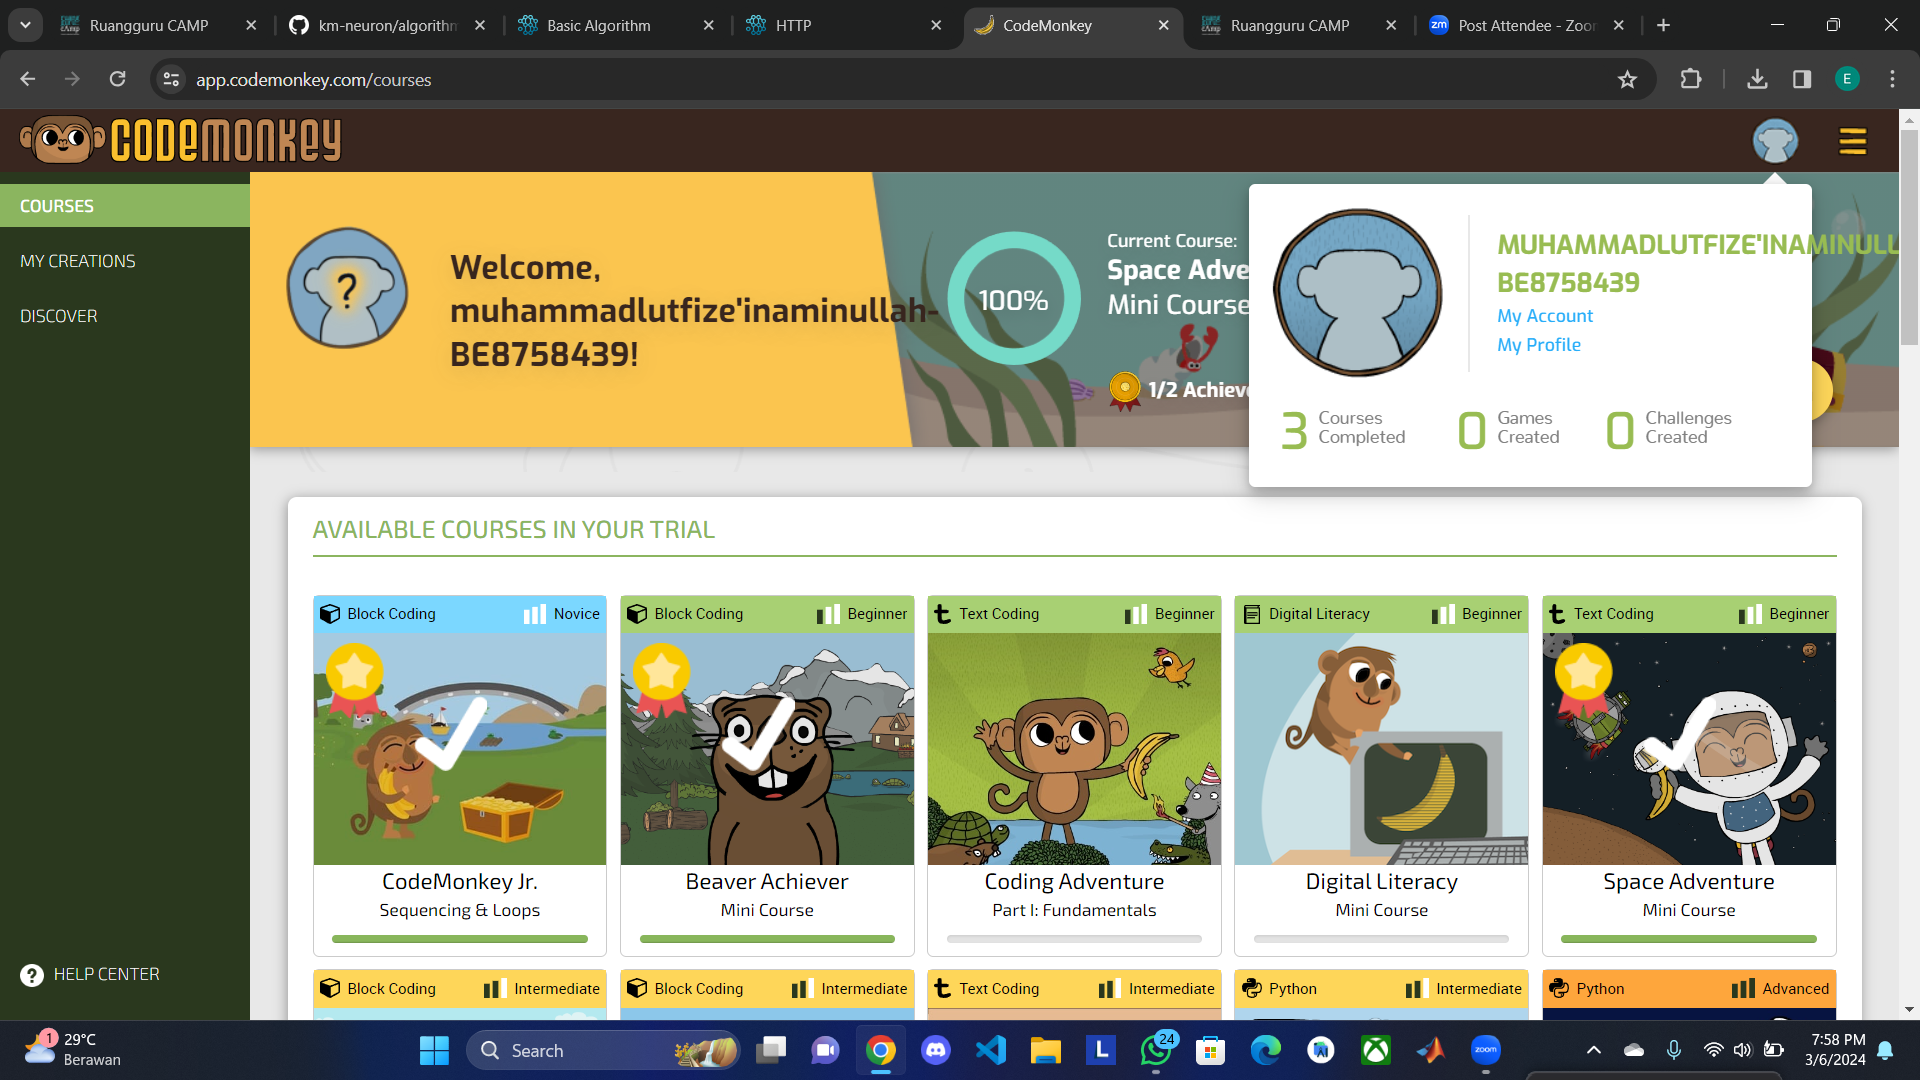 Ruangguru CAMP
km-neuron/algorithm
Basic Algorithm
HTTP
CodeMonkey
Ruangguru CAMP
Post Attendee - Zoom
app.codemonkey.com/courses
E
CODEMONKEY
COURSES
MY CREATIONS
DISCOVER
HELP CENTER
?
Welcome,
muhammadlutfize'inaminullah-
BE8758439!
100%
Current Course:
Space Adve
Mini Course
1/2 Achieve
MUHAMMADLUTFIZE'INAMINULL
BE8758439
My Account
My Profile
3 Courses Completed
0 Games Created
0 Challenges Created
AVAILABLE COURSES IN YOUR TRIAL
Block Coding Novice
CodeMonkey Jr.
Sequencing & Loops
Block Coding Beginner
Beaver Achiever
Mini Course
Text Coding Beginner
Coding Adventure
Part I: Fundamentals
Digital Literacy Beginner
Digital Literacy
Mini Course
Text Coding Beginner
Space Adventure
Mini Course
Block Coding Intermediate
Block Coding Intermediate
Text Coding Intermediate
Python Intermediate
Python Advanced
1
29°C
Berawan
Search
L
24
zoom
7:58 PM
3/6/2024